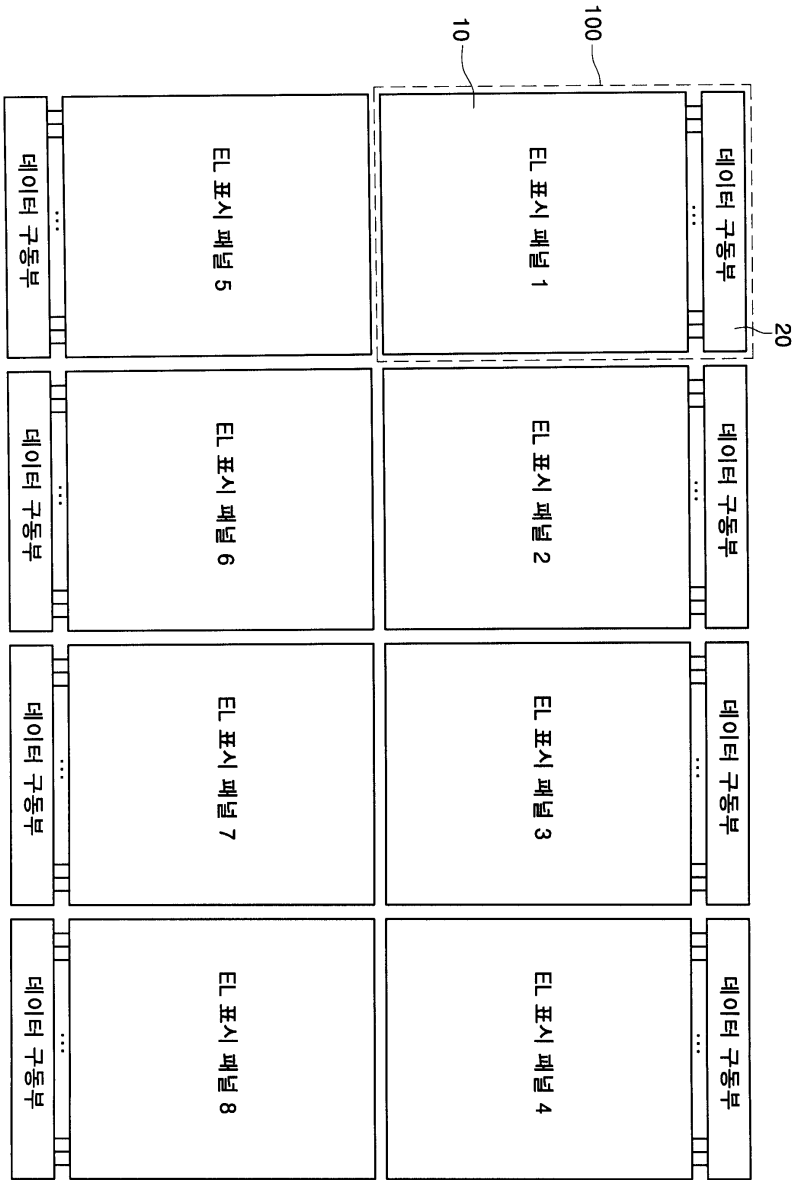 20
데이터 구동부
데이터 구동부
데이터 구동부
데이터 구동부
...
...
...
...
100
EL 표시 패널 1
EL 표시 패널 2
EL 표시 패널 3
EL 표시 패널 4
10
EL 표시 패널 5
EL 표시 패널 6
EL 표시 패널 7
EL 표시 패널 8
...
...
...
...
데이터 구동부
데이터 구동부
데이터 구동부
데이터 구동부